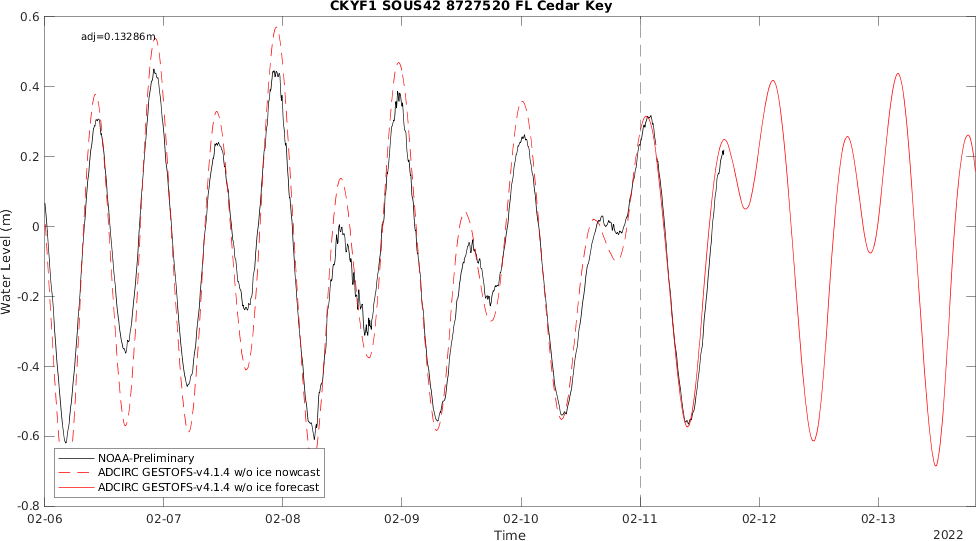 CKYF1 SOUS42 8727520 FL Cedar Key
adj=0.13286m
Water Level (m)
0.6
0.4
0.2
0
-0.2
-0.4
-0.6
-0.8
NOAA-Preliminary
ADCIRC GESTOFS-v4.1.4 w/o ice nowcast
ADCIRC GESTOFS-v4.1.4 w/o ice forecast
02-06 02-07 02-08 02-09 02-10 02-11 02-12 02-13
Time
2022